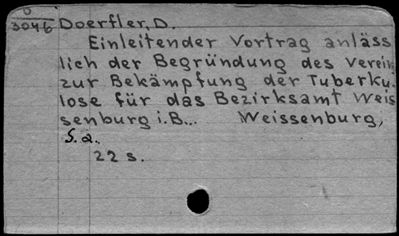 O
3046 Doerfler, D.
Einleitender Vortrag anläss
lich der Begründung des Verein
zur Bekämpfung der Tuberku-
lose für das Bezirksamt Weis
senburg i.B... Weissenburg,
S.a.
22 s.